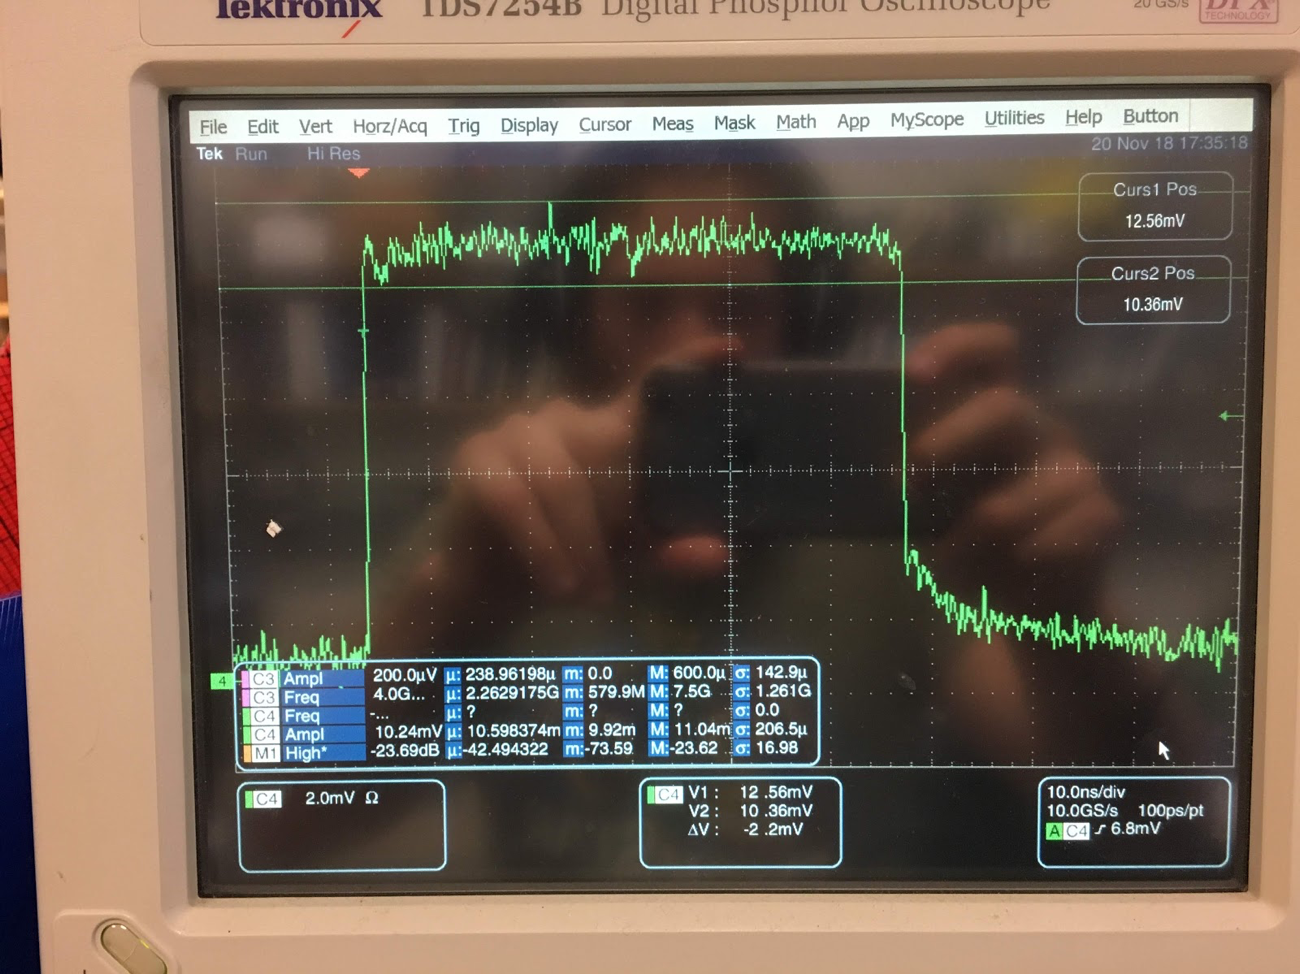 Tektronix TDS7254B Digital Phosphor Oscilloscope 20 GS/s DPX
TECHNOLOGY
File Edit Vert Horz/Acq Trig Display Cursor Meas Mask Math App MyScope Utilities Help Button
Tek Run Hi Res 20 Nov 18 17:35:18
Curs1 Pos
12.56mV
Curs2 Pos
10.36mV
4
C3 Ampl 200.0µV µ: 238.96198µ m: 0.0 M: 600.0µ σ: 142.9µ
C3 Freq 4.0G... µ: 2.2629175G m: 579.9M M: 7.5G σ: 1.261G
C4 Freq -... µ: ? m: ? M: ? σ: 0.0
C4 Ampl 10.24mV µ: 10.598374m m: 9.92m M: 11.04m σ: 206.5µ
M1 High* -23.69dB µ: -42.494322 m: -73.59 M: -23.62 σ: 16.98
C4 2.0mV Ω
C4 V1 : 12 .56mV
V2 : 10 .36mV
ΔV : -2 .2mV
10.0ns/div
10.0GS/s 100ps/pt
A C4 6.8mV